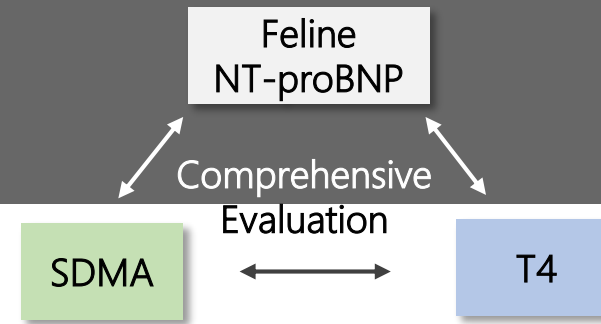 Feline
NT-proBNP
Comprehensive
Evaluation
SDMA
T4